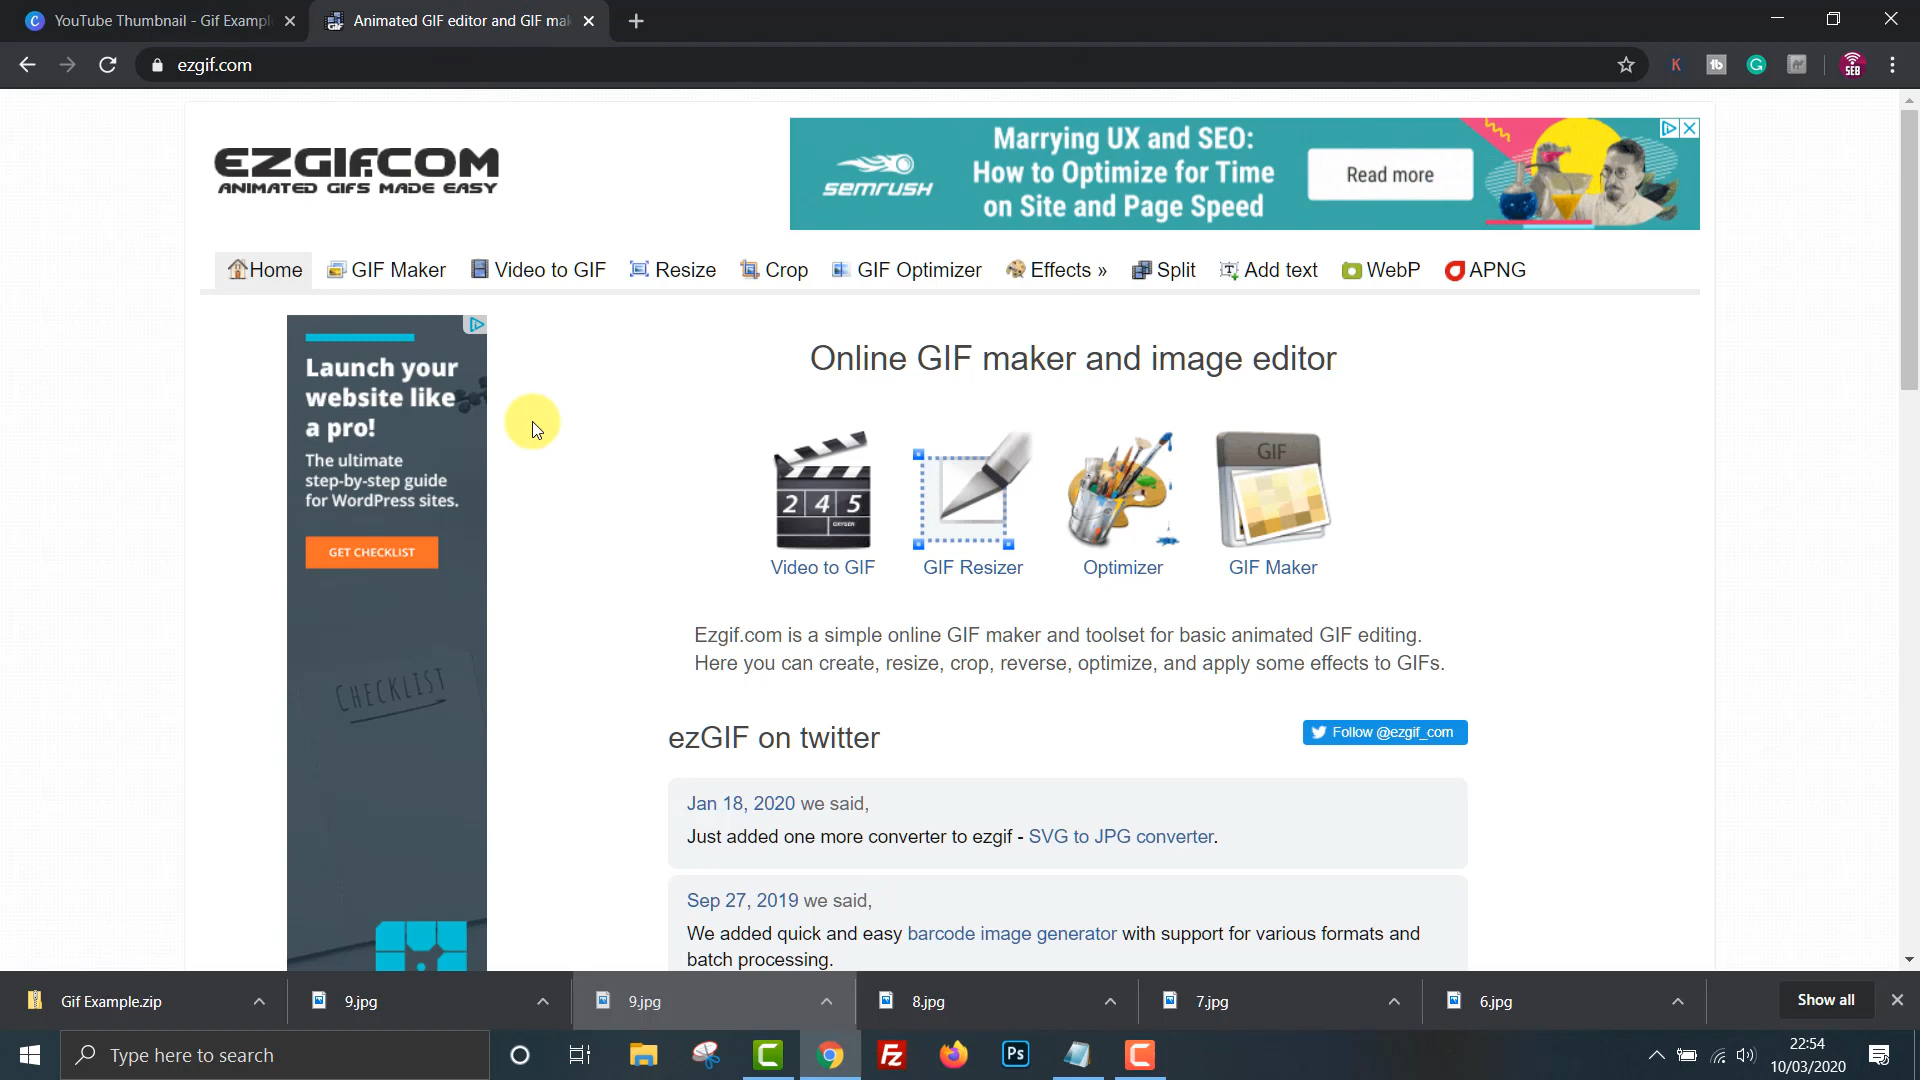 YouTube Thumbnail - Gif Exampl
Animated GIF editor and GIF mak
ezgif.com
K
tb
G
SEB
EZGIF.COM
ANIMATED GIFS MADE EASY
SEMRUSH
Marrying UX and SEO:
How to Optimize for Time
on Site and Page Speed
Read more
Home
GIF Maker
Video to GIF
Resize
Crop
GIF Optimizer
Effects »
Split
Add text
WebP
APNG
Launch your
website like
a pro!
The ultimate
step-by-step guide
for WordPress sites.
GET CHECKLIST
CHECKLIST
Online GIF maker and image editor
2 4 5
OXYGEN
GIF
Video to GIF
GIF Resizer
Optimizer
GIF Maker
Ezgif.com is a simple online GIF maker and toolset for basic animated GIF editing.
Here you can create, resize, crop, reverse, optimize, and apply some effects to GIFs.
ezGIF on twitter
Follow @ezgif_com
Jan 18, 2020 we said,
Just added one more converter to ezgif - SVG to JPG converter.
Sep 27, 2019 we said,
We added quick and easy barcode image generator with support for various formats and
batch processing.
Gif Example.zip
9.jpg
9.jpg
8.jpg
7.jpg
6.jpg
Show all
Type here to search
Fz
Ps
22:54
10/03/2020